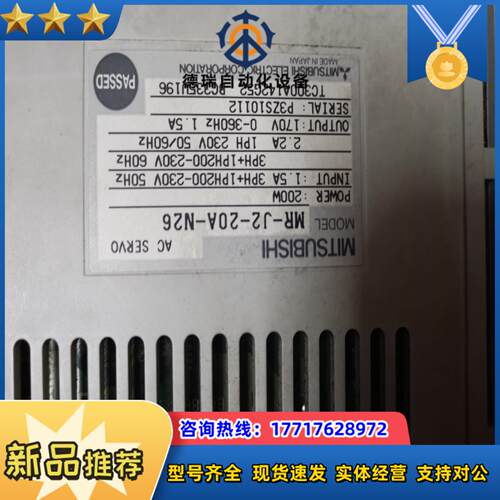 德瑞自动化设备
MITSUBISHI
AC SERVO
MODEL MR-J2-20A-N26
POWER: 200W
INPUT: 1.5A 3PH+1PH200-230V 50Hz
3PH+1PH200-230V 60Hz
2.2A 1PH 230V 50/60Hz
OUTPUT: 170V 0-360Hz 1.5A
SERIAL: P3ZS10112
MITSUBISHI ELECTRIC CORPORATION
MADE IN JAPAN
PASSED
咨询热线：17717628972
新品推荐
型号齐全 现货速发 实体经营 支持对公